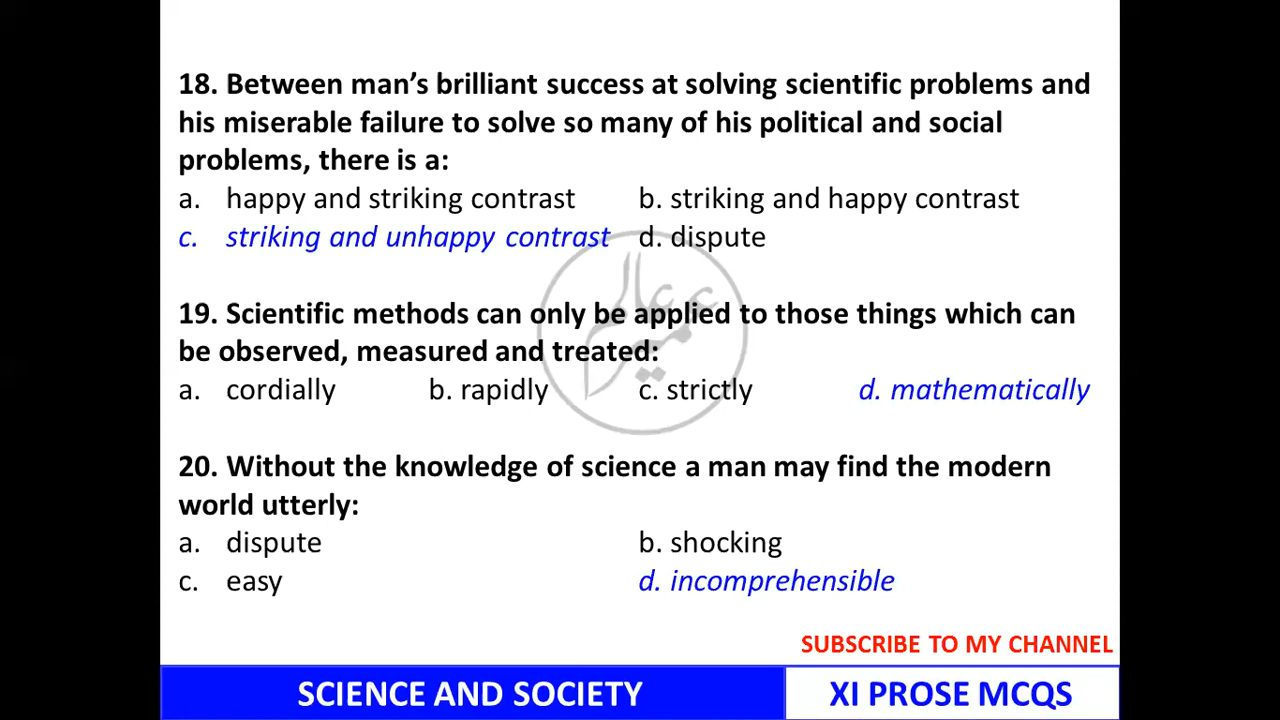 18. Between man’s brilliant success at solving scientific problems and
his miserable failure to solve so many of his political and social
problems, there is a:
a. happy and striking contrast b. striking and happy contrast
c. striking and unhappy contrast d. dispute
19. Scientific methods can only be applied to those things which can
be observed, measured and treated:
a. cordially b. rapidly c. strictly d. mathematically
20. Without the knowledge of science a man may find the modern
world utterly:
a. dispute b. shocking
c. easy d. incomprehensible
SUBSCRIBE TO MY CHANNEL
SCIENCE AND SOCIETY XI PROSE MCQS